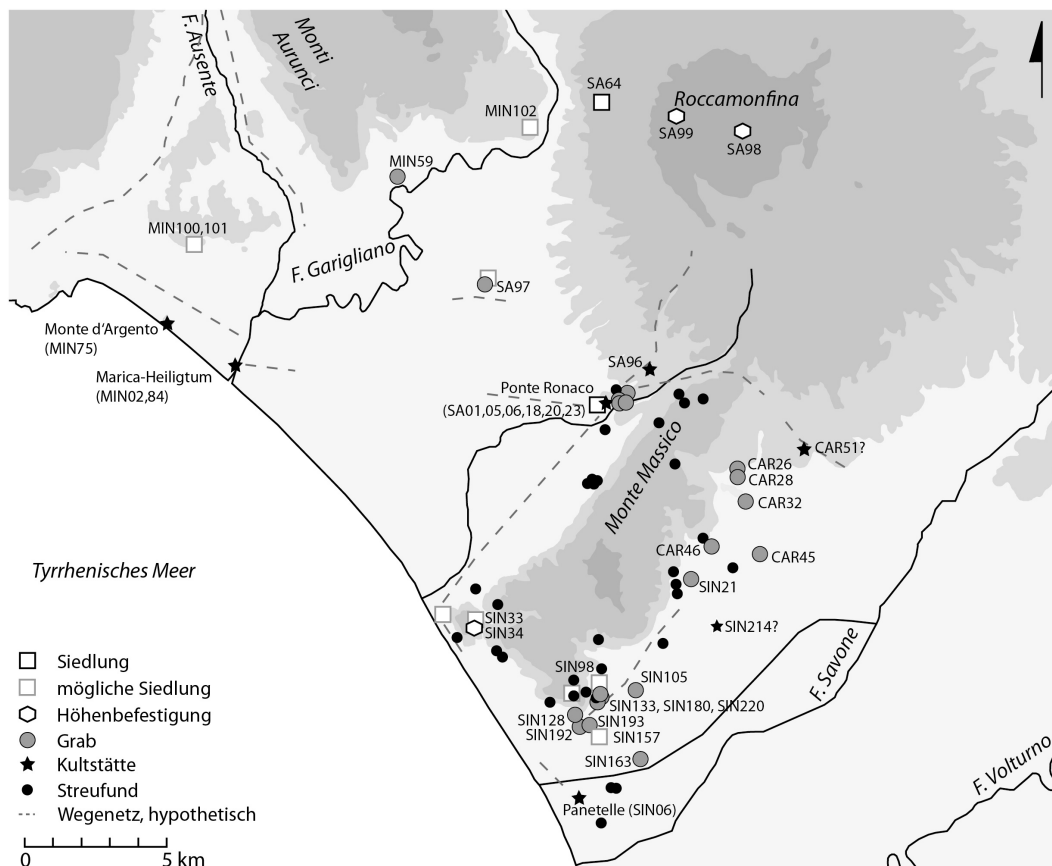 F. Ausente
Monti
Aurunci
SA64
Roccamonfina
MIN102
SA99
SA98
MIN59
MIN100,101
F. Garigliano
SA97
Monte d'Argento
(MIN75)
Marica-Heiligtum
(MIN02,84)
SA96
Ponte Ronaco
(SA01,05,06,18,20,23)
Monte Massico
CAR51?
CAR26
CAR28
CAR32
CAR46
CAR45
SIN21
Tyrrhenisches Meer
SIN33
SIN34
SIN214?
F. Savone
SIN98
SIN105
SIN133, SIN180, SIN220
SIN128
SIN193
SIN192
SIN157
SIN163
F. Volturno
Panetelle (SIN06)
Siedlung
mögliche Siedlung
Höhenbefestigung
Grab
Kultstätte
Streufund
Wegenetz, hypothetisch
0 5 km